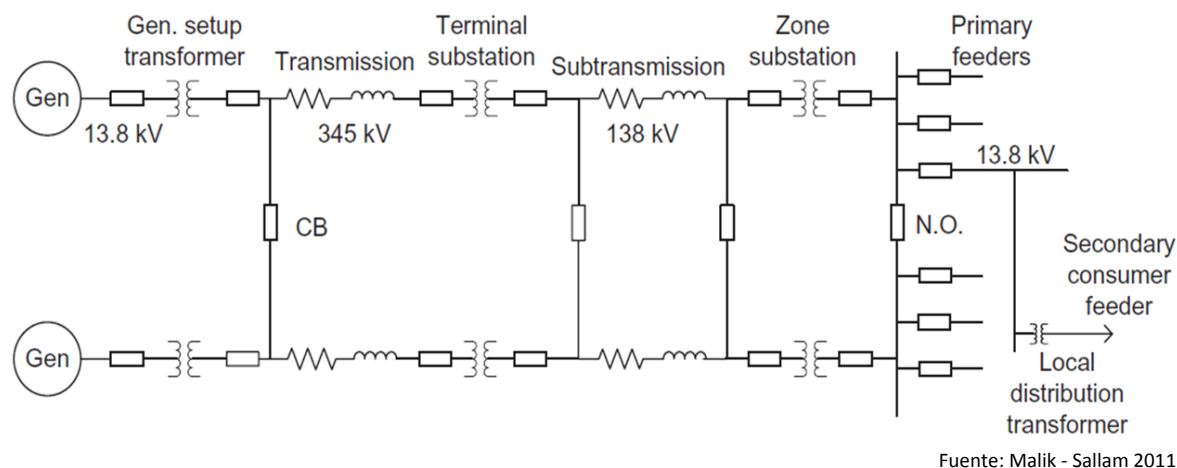 Gen. setup
transformer
Transmission
Terminal
substation
Subtransmission
Zone
substation
Primary
feeders
Gen
13.8 kV
345 kV
138 kV
13.8 kV
CB
N.O.
Secondary
consumer
feeder
Gen
Local
distribution
transformer
Fuente: Malik - Sallam 2011